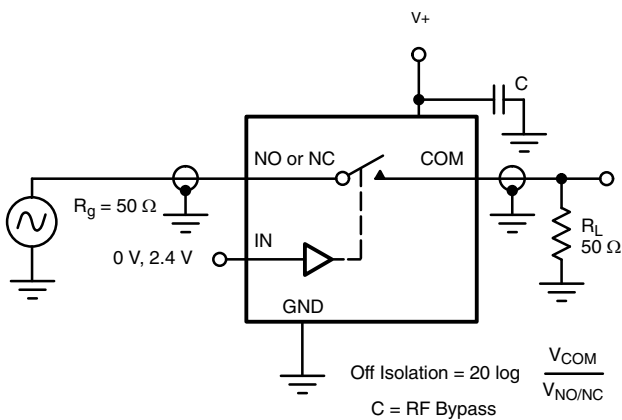 V+
C
NO or NC
COM
R_g = 50 Ω
IN
0 V, 2.4 V
R_L
50 Ω
GND
Off Isolation = 20 log V_COM / V_NO/NC
C = RF Bypass